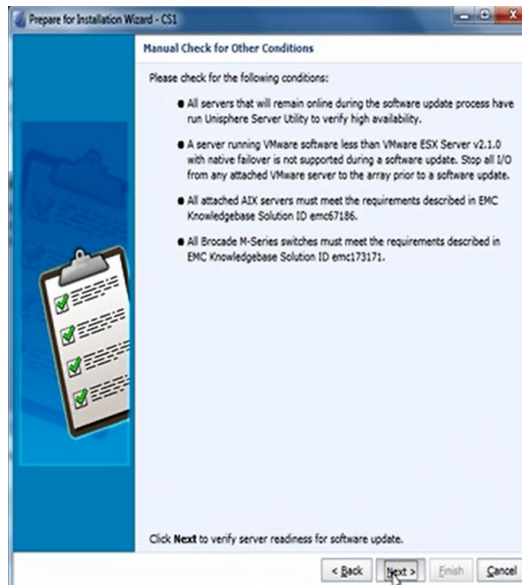 Prepare for Installation Wizard - CS1
Manual Check for Other Conditions
Please check for the following conditions:
All servers that will remain online during the software update process have
run Unisphere Server Utility to verify high availability.
A server running VMware software less than VMware ESX Server v2.1.0
with native failover is not supported during a software update. Stop all I/O
from any attached VMware server to the array prior to a software update.
All attached AIX servers must meet the requirements described in EMC
Knowledgebase Solution ID emc67186.
All Brocade M-Series switches must meet the requirements described in
EMC Knowledgebase Solution ID emc173171.
Click Next to verify server readiness for software update.
< Back Next > Finish Cancel